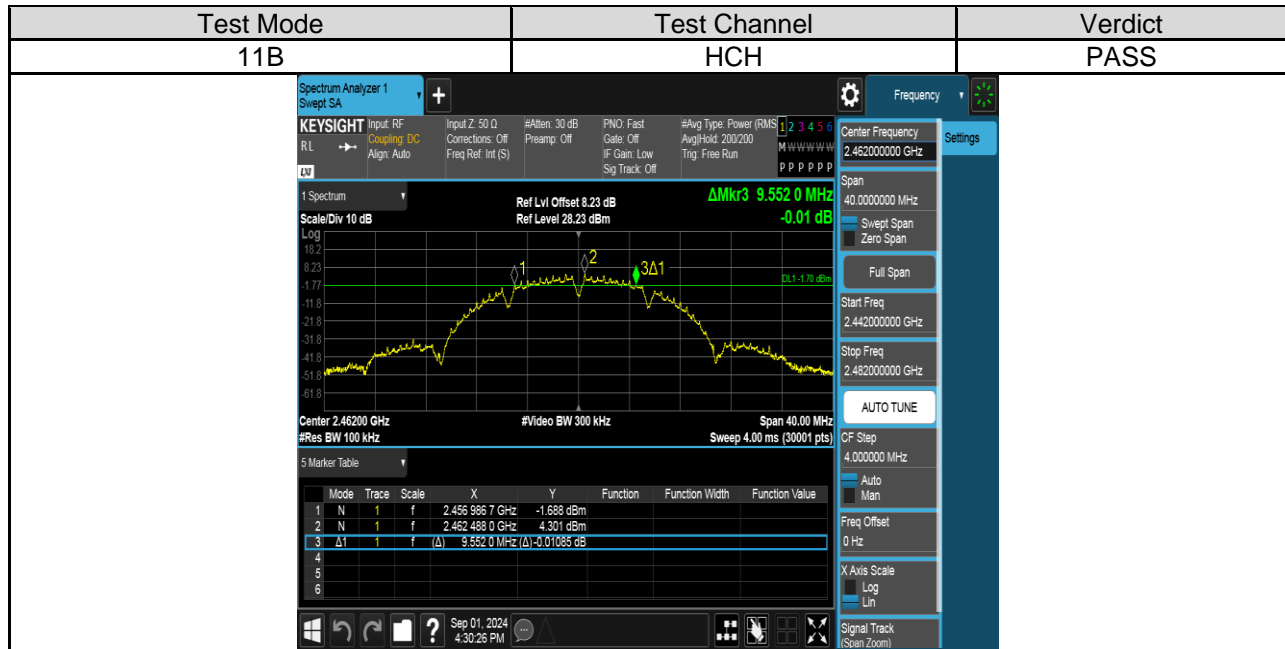 Test Mode Test Channel Verdict
11B HCH PASS
Spectrum Analyzer 1
Swept SA
+
Frequency
KEYSIGHT Input: RF Input Z: 50 Ω #Atten: 30 dB PNO: Fast #Avg Type: Power (RMS 1 2 3 4 5 6
RL Coupling: DC Corrections: Off Preamp: Off Gate: Off Avg|Hold: 200/200 M W W W W W
Align: Auto Freq Ref: Int (S) IF Gain: Low Trig: Free Run
LXI Sig Track: Off P P P P P P
Center Frequency
2.462000000 GHz
Settings
1 Spectrum
Ref Lvl Offset 8.23 dB
ΔMkr3 9.552 0 MHz
Scale/Div 10 dB Ref Level 28.23 dBm -0.01 dB
Log
18.2
8.23
-1.77
-11.8
-21.8
-31.8
-41.8
-51.8
-61.8
1
2
3Δ1
DL1 -1.70 dBm
Center 2.46200 GHz #Video BW 300 kHz Span 40.00 MHz
#Res BW 100 kHz Sweep 4.00 ms (30001 pts)
Span
40.0000000 MHz
Swept Span
Zero Span
Full Span
Start Freq
2.442000000 GHz
Stop Freq
2.482000000 GHz
AUTO TUNE
CF Step
4.000000 MHz
Auto
Man
Freq Offset
0 Hz
X Axis Scale
Log
Lin
Signal Track
(Span Zoom)
5 Marker Table
Mode Trace Scale X Y Function Function Width Function Value
1 N 1 f 2.456 986 7 GHz -1.688 dBm
2 N 1 f 2.462 488 0 GHz 4.301 dBm
3 Δ1 1 f (Δ) 9.552 0 MHz (Δ) -0.01085 dB
4
5
6
? Sep 01, 2024
4:30:26 PM